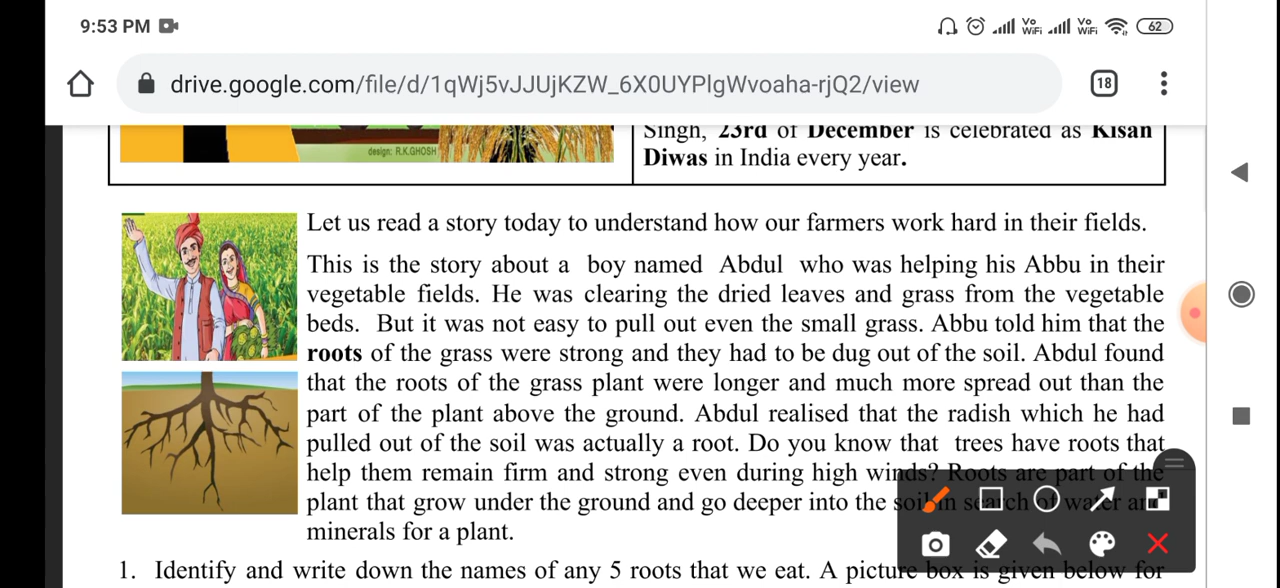 9:53 PM
Vo WiFi Vo WiFi 62
drive.google.com/file/d/1qWj5vJJUjKZW_6X0UYPlgWvoaha-rjQ2/view
18
design: R.K.GHOSH
Singh, 23rd of December is celebrated as Kisan
Diwas in India every year.
Let us read a story today to understand how our farmers work hard in their fields.
This is the story about a boy named Abdul who was helping his Abbu in their
vegetable fields. He was clearing the dried leaves and grass from the vegetable
beds. But it was not easy to pull out even the small grass. Abbu told him that the
roots of the grass were strong and they had to be dug out of the soil. Abdul found
that the roots of the grass plant were longer and much more spread out than the
part of the plant above the ground. Abdul realised that the radish which he had
pulled out of the soil was actually a root. Do you know that trees have roots that
help them remain firm and strong even during high winds? Roots are part of the
plant that grow under the ground and go deeper into the soil in search of water and
minerals for a plant.
1. Identify and write down the names of any 5 roots that we eat. A picture box is given below for